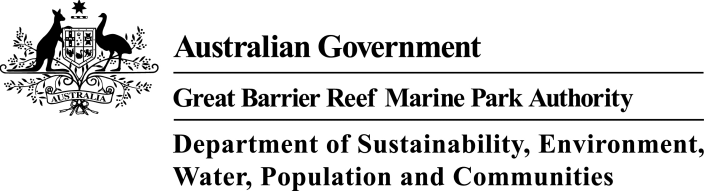 AUSTRALIA
Australian Government
Great Barrier Reef Marine Park Authority
Department of Sustainability, Environment,
Water, Population and Communities